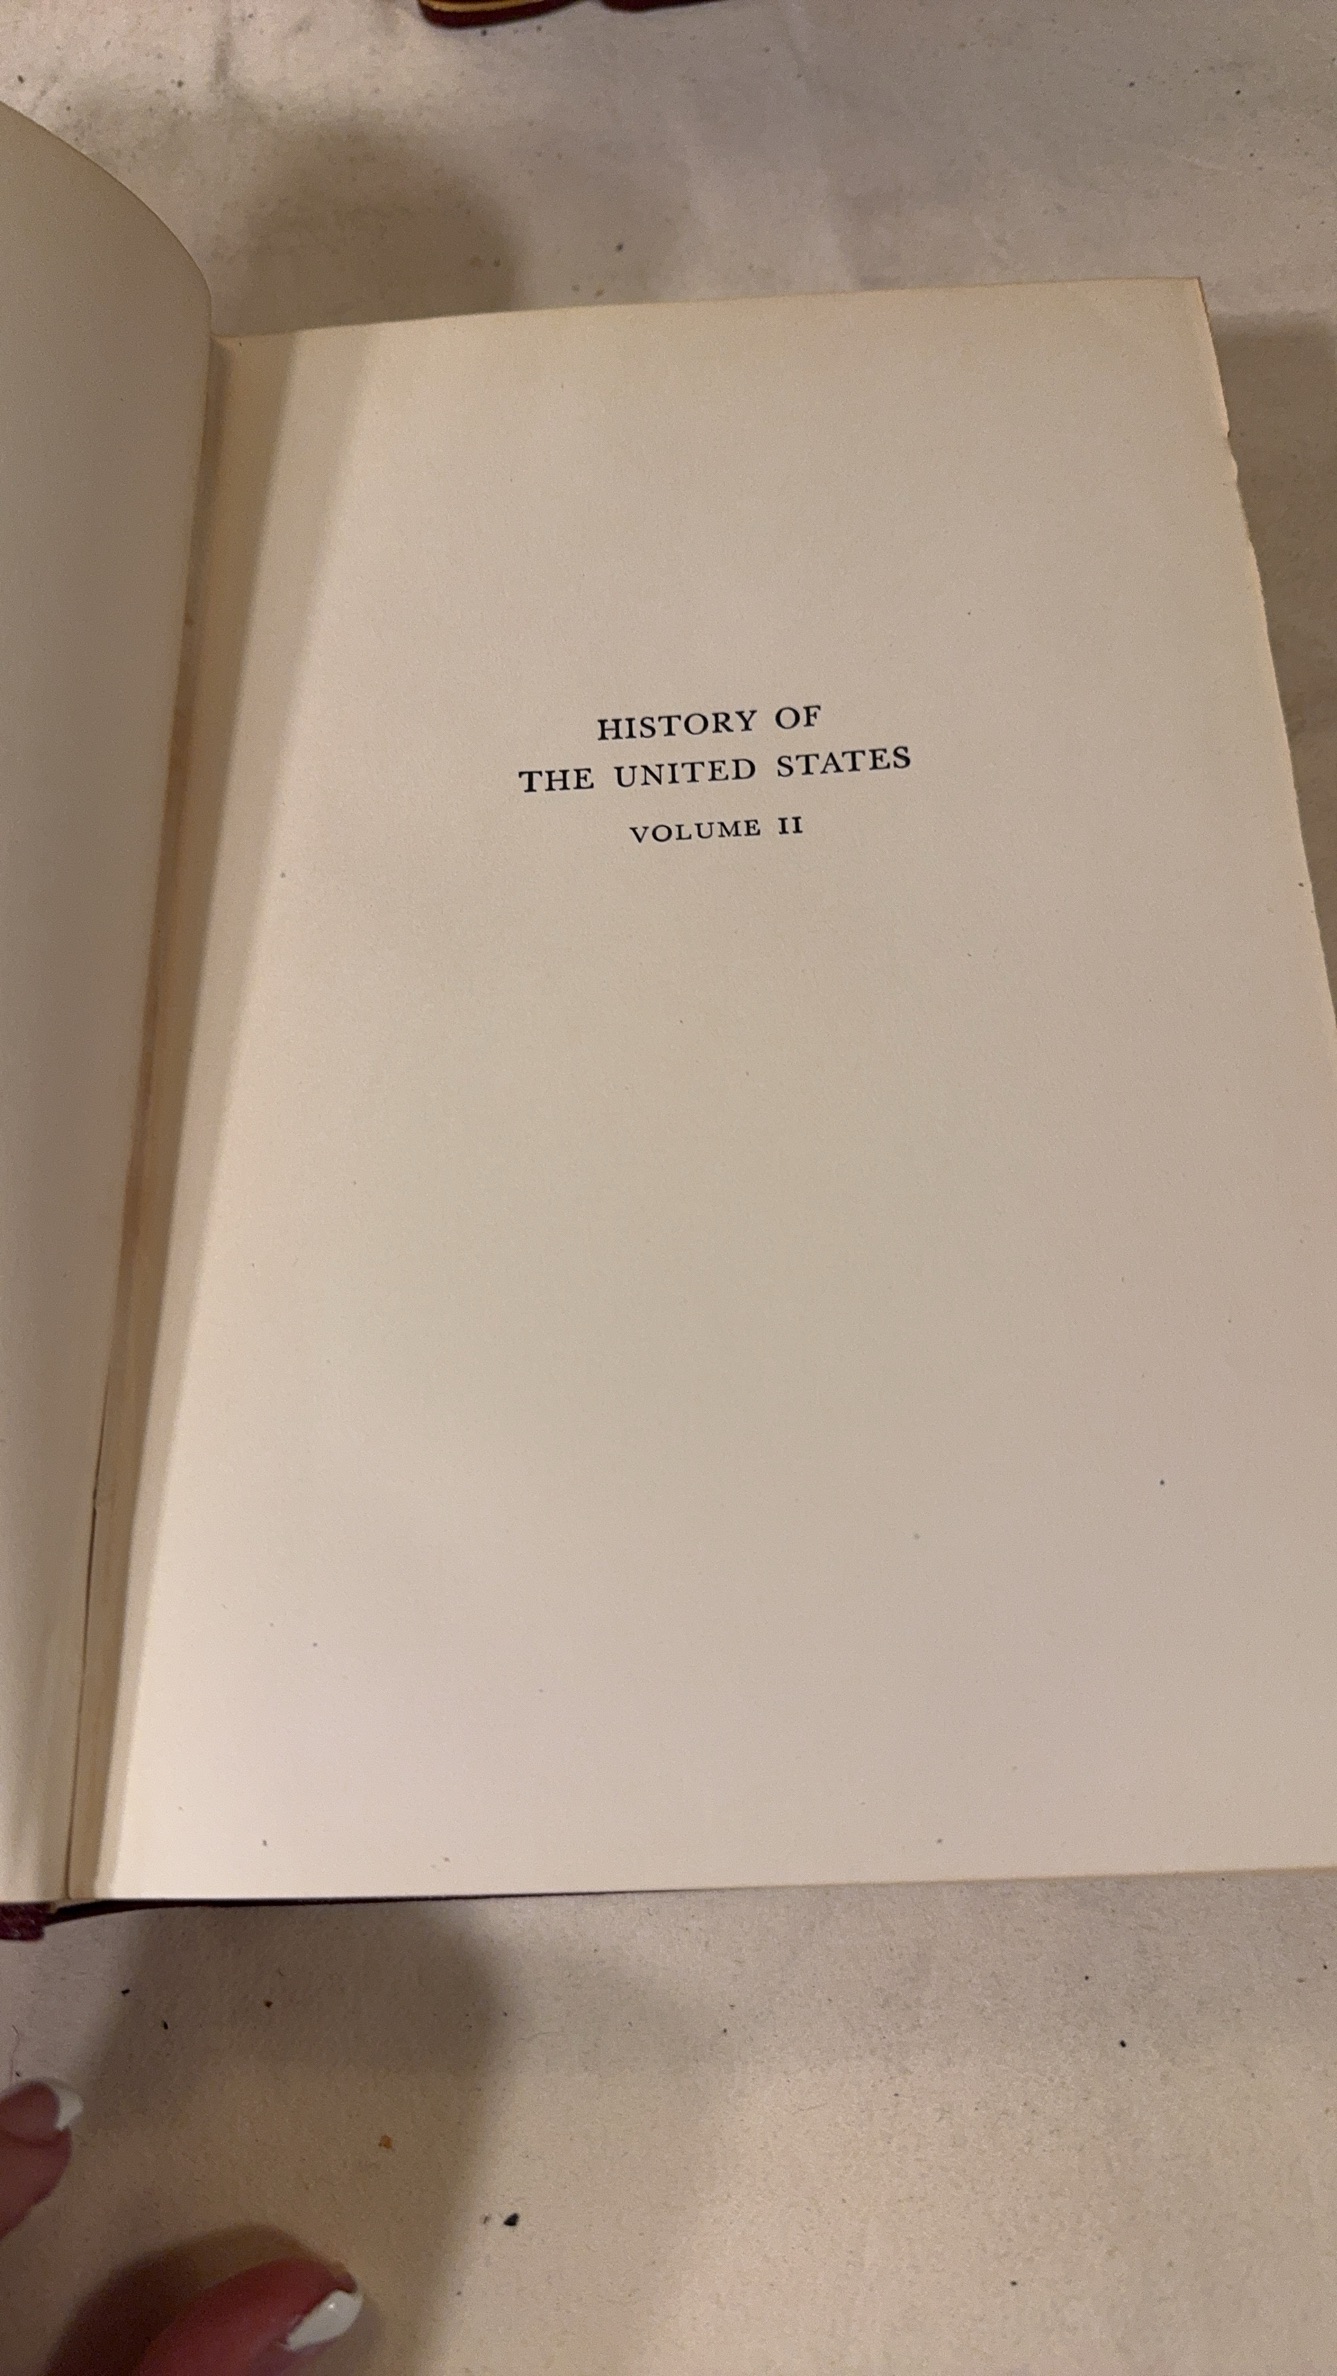 HISTORY OF
THE UNITED STATES
VOLUME II